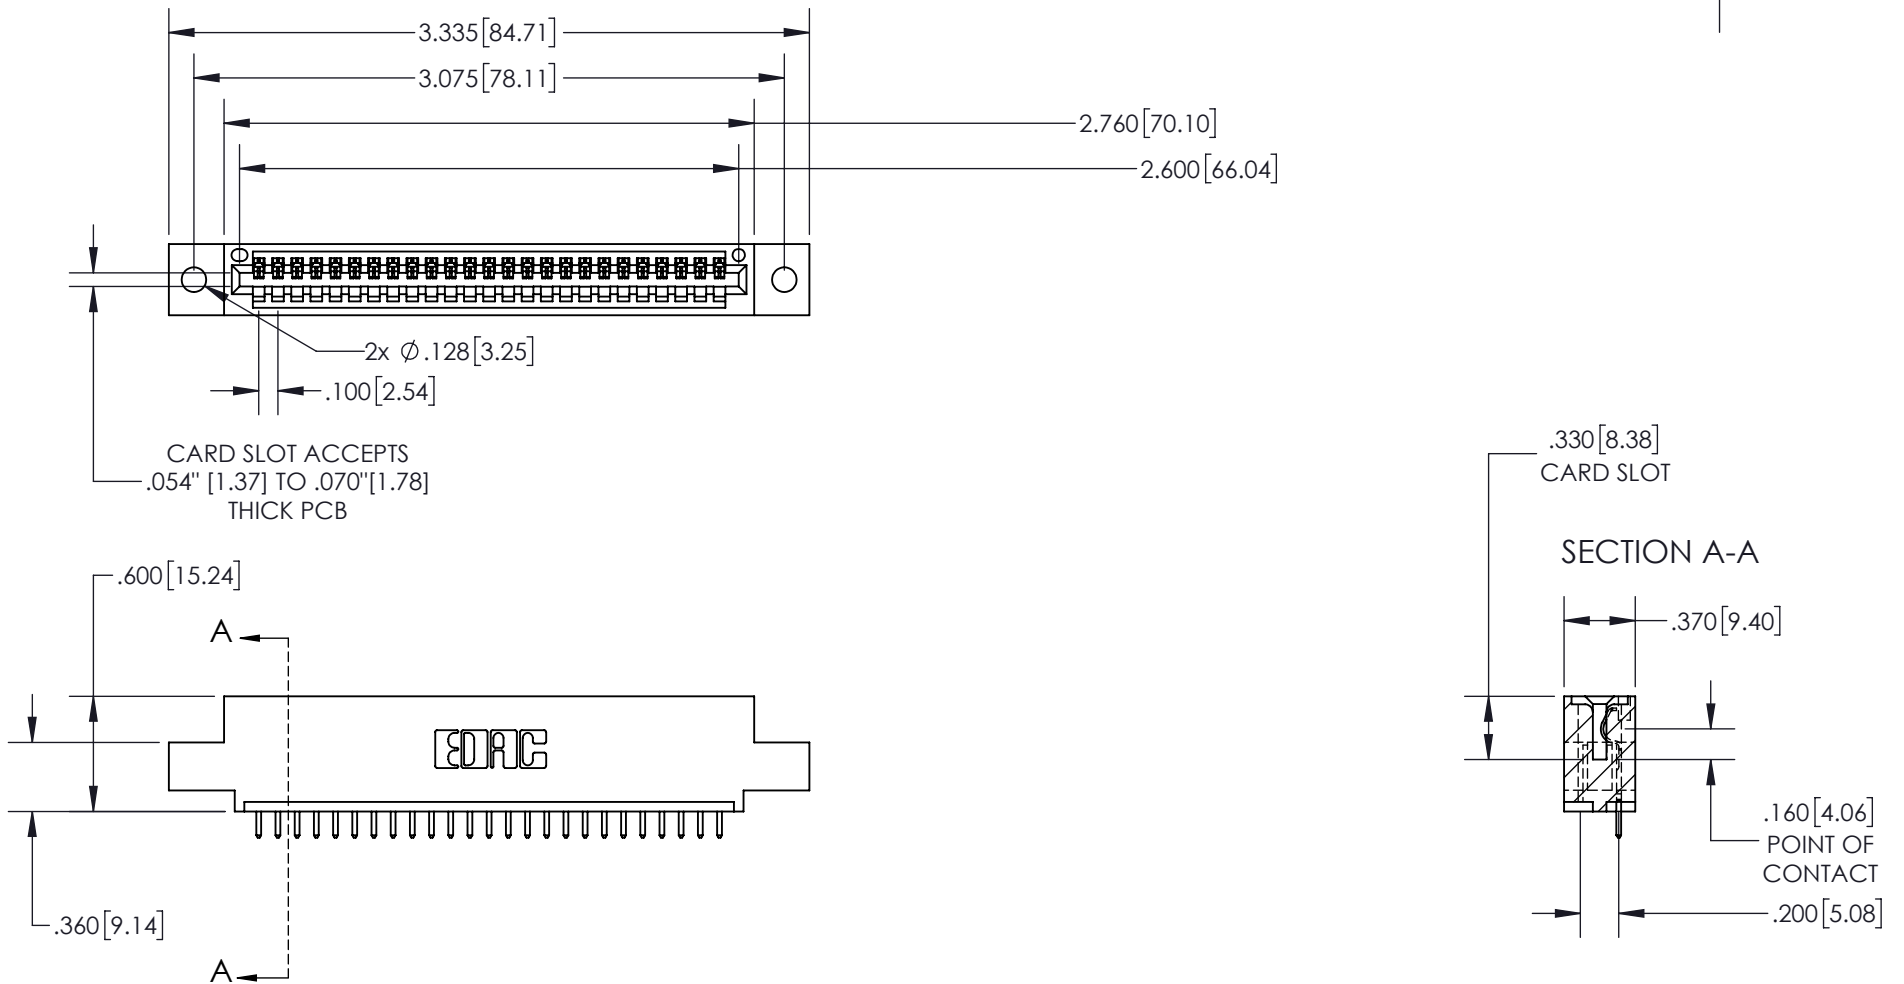 3.335[84.71]
3.075[78.11]
2.760[70.10]
2.600[66.04]
2x Ø.128[3.25]
.100[2.54]
CARD SLOT ACCEPTS
.054" [1.37] TO .070"[1.78]
THICK PCB
.330[8.38]
CARD SLOT
SECTION A-A
.600[15.24]
.370[9.40]
A
EDAC
.160[4.06]
POINT OF
CONTACT
.200[5.08]
.360[9.14]
A